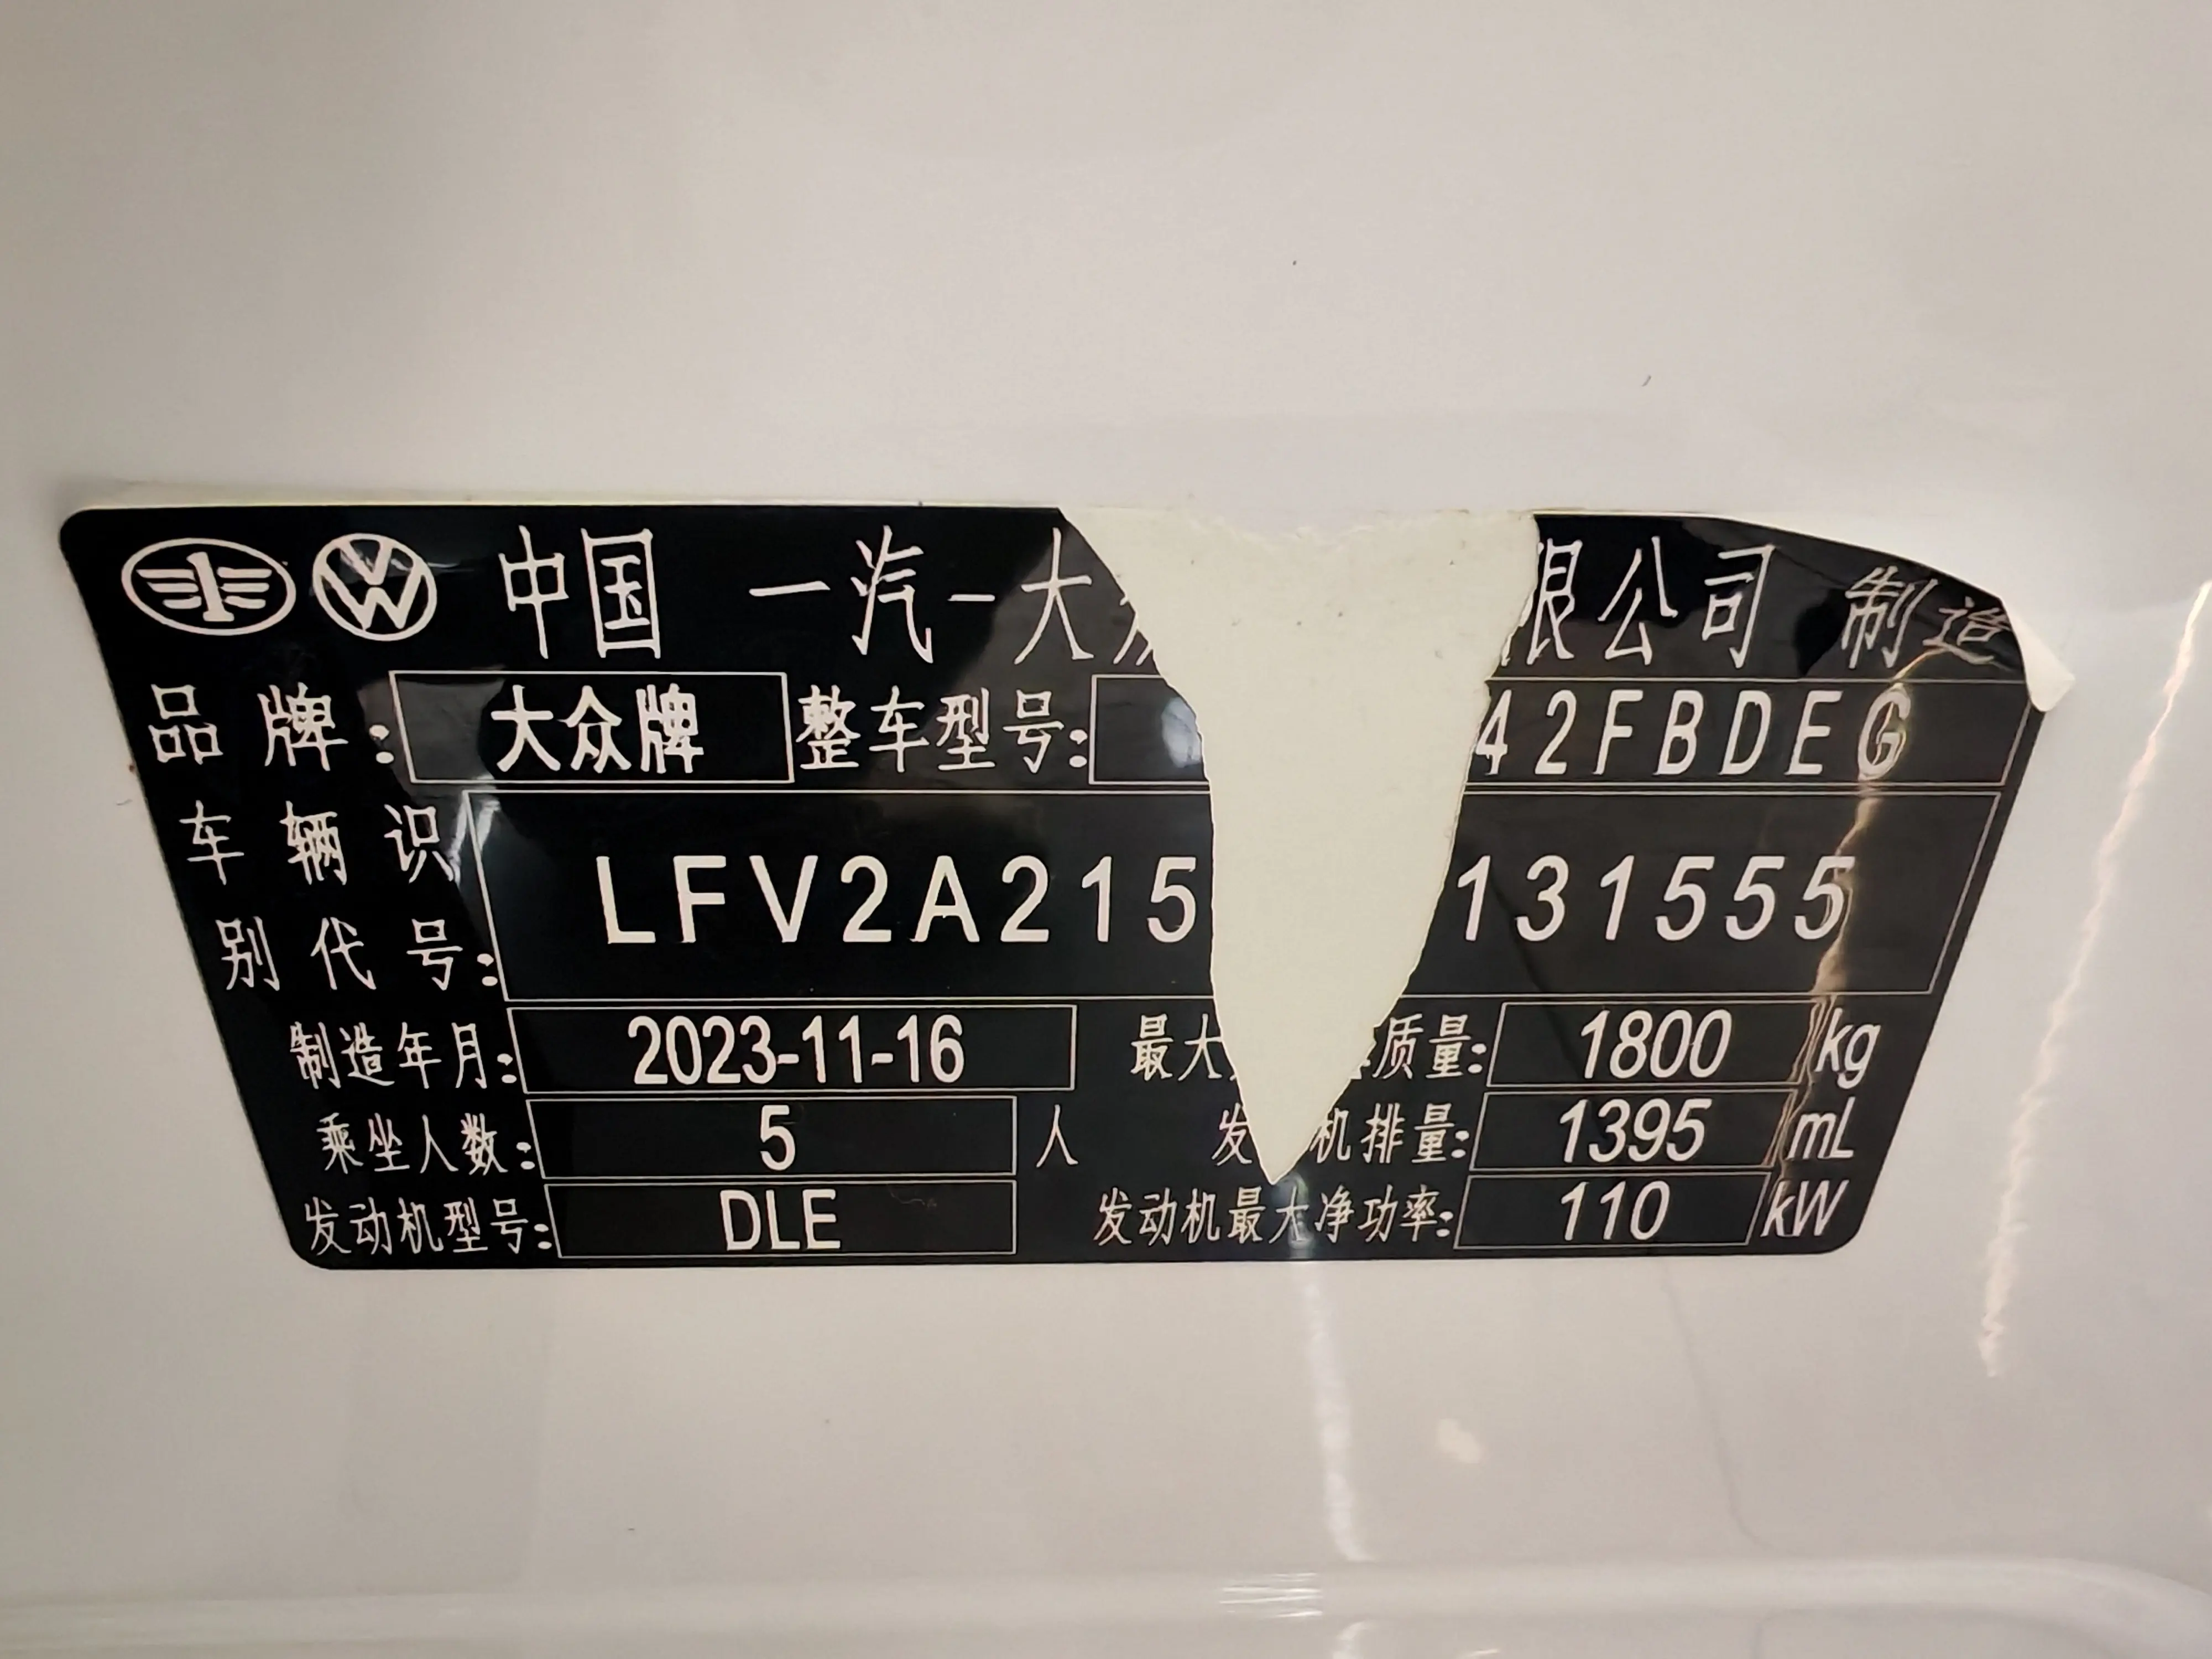 中国 一汽-大 限公司 制造
品牌: 大众牌 整车型号: 42FBDEG
车辆识别代号: LFV2A215 131555
制造年月: 2023-11-16 最大 质量: 1800 kg
乘坐人数: 5 人 发 机排量: 1395 mL
发动机型号: DLE 发动机最大净功率: 110 kW